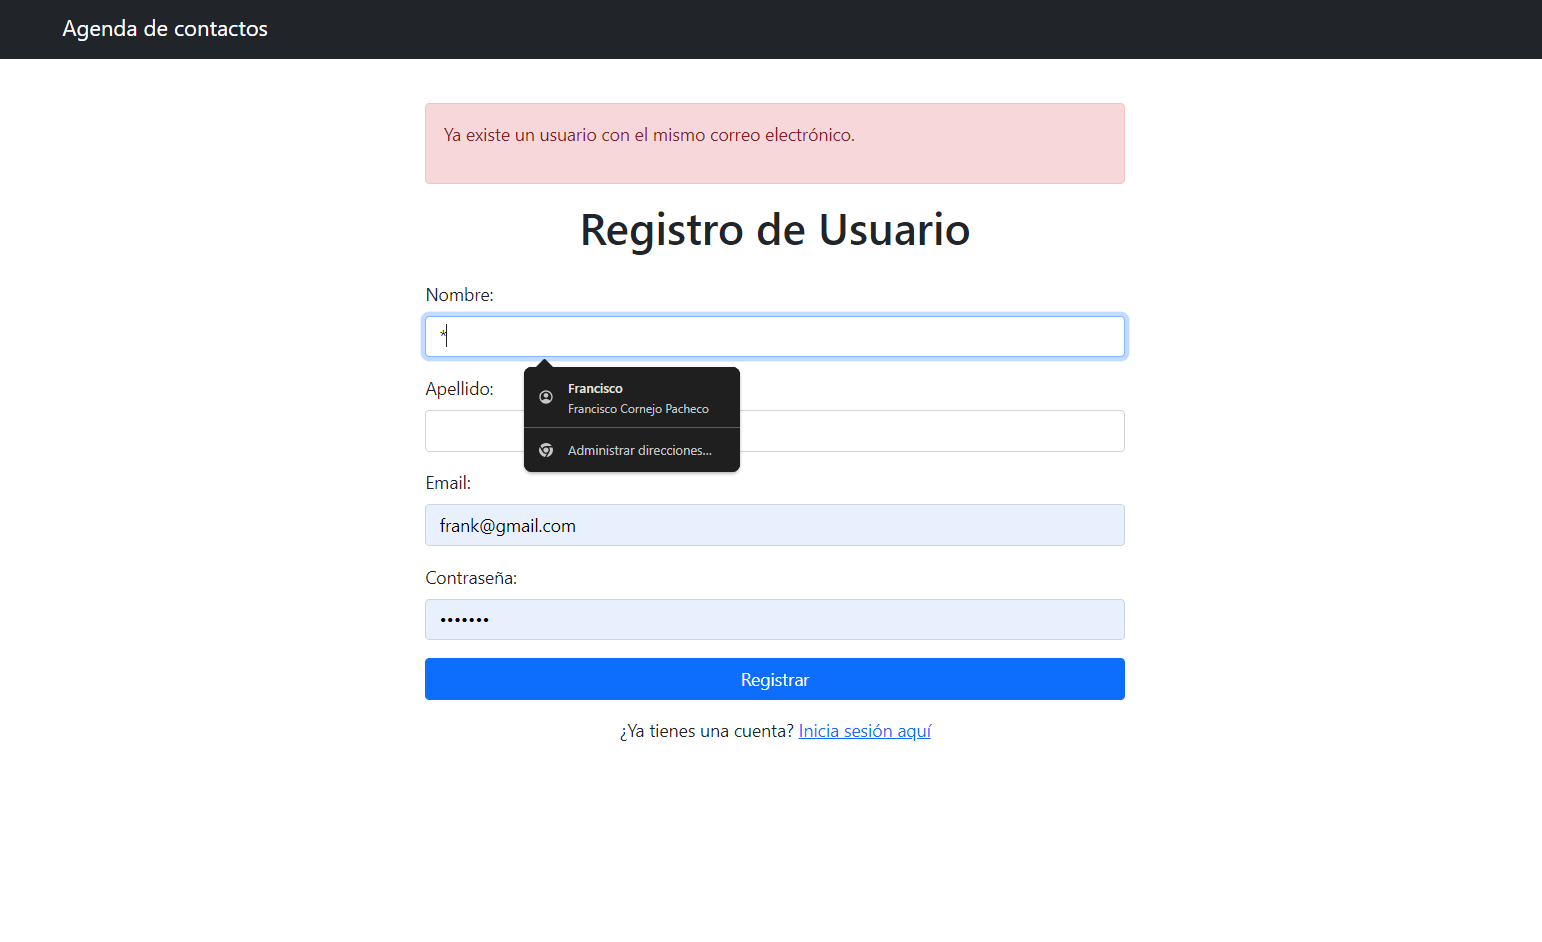 Agenda de contactos
Ya existe un usuario con el mismo correo electrónico.
Registro de Usuario
Nombre:
*
Francisco
Francisco Cornejo Pacheco
Administrar direcciones...
Apellido:
Email:
frank@gmail.com
Contraseña:
•••••••
Registrar
¿Ya tienes una cuenta? Inicia sesión aquí